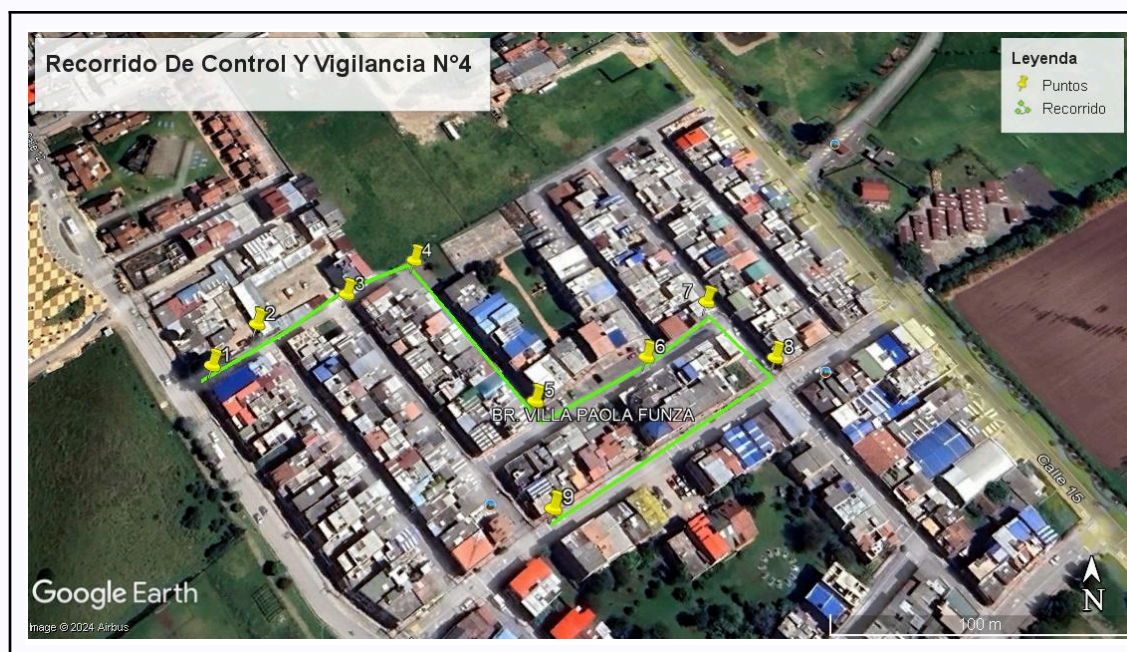 Recorrido De Control Y Vigilancia N°4
Leyenda
Puntos
Recorrido
4
3
7
2
6
8
1
5
BR. VILLA PAOLA FUNZA
9
Calle 15
Google Earth
Image © 2024 Airbus
N
100 m